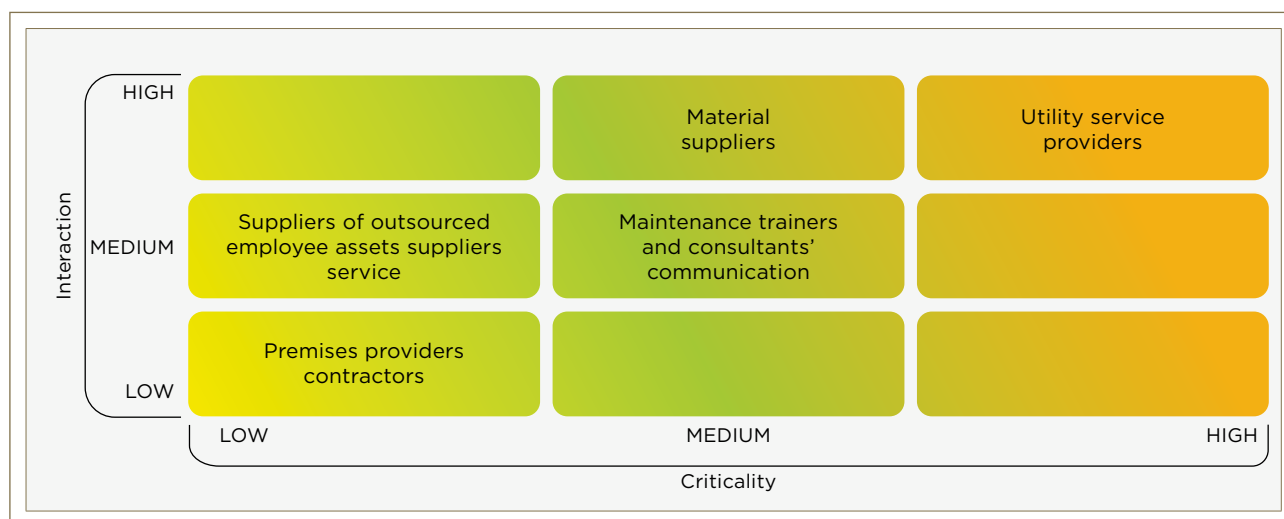 HIGH
Material
suppliers
Utility service
providers
Interaction
MEDIUM
Suppliers of outsourced
employee assets suppliers
service
Maintenance trainers
and consultants’
communication
Premises providers
contractors
LOW
LOW
MEDIUM
HIGH
Criticality